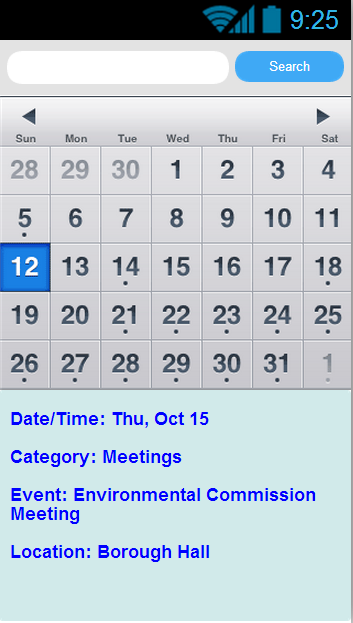 9:25
Search
Sun Mon Tue Wed Thu Fri Sat
28 29 30 1 2 3 4
5 6 7 8 9 10 11
12 13 14 15 16 17 18
19 20 21 22 23 24 25
26 27 28 29 30 31 1
Date/Time: Thu, Oct 15
Category: Meetings
Event: Environmental Commission
Meeting
Location: Borough Hall